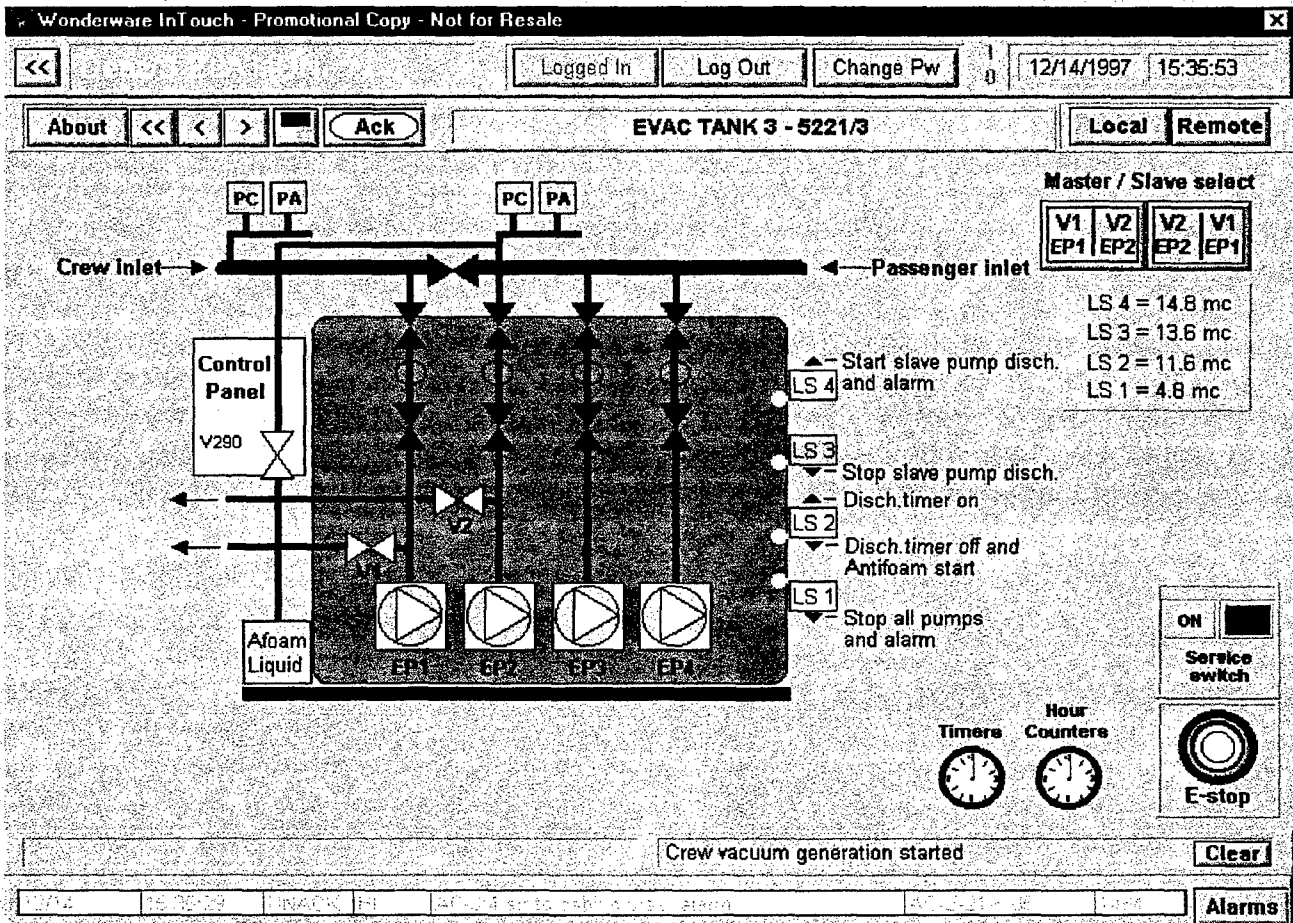 Wonderware InTouch - Promotional Copy - Not for Resale
<< Logged In Log Out Change Pw 1 0 12/14/1997 15:35:53
About << < > Ack EVAC TANK 3 - 5221/3 Local Remote
Master / Slave select
PC PA PC PA
V1 V2 V2 V1
EP1 EP2 EP2 EP1
Crew inlet Passenger inlet
LS 4 = 14.8 mc
LS 3 = 13.6 mc
LS 2 = 11.6 mc
LS 1 = 4.8 mc
Control
Panel
V290
Start slave pump disch.
LS 4 and alarm
LS 3
Stop slave pump disch.
Disch.timer on
LS 2
Disch.timer off and
Antifoam start
LS 1
Stop all pumps
and alarm
V2
V1
Afoam
Liquid
EP1 EP2 EP3 EP4
ON
Service
switch
Timers
Hour
Counters
E-stop
Crew vacuum generation started Clear
UNACK
Alarms